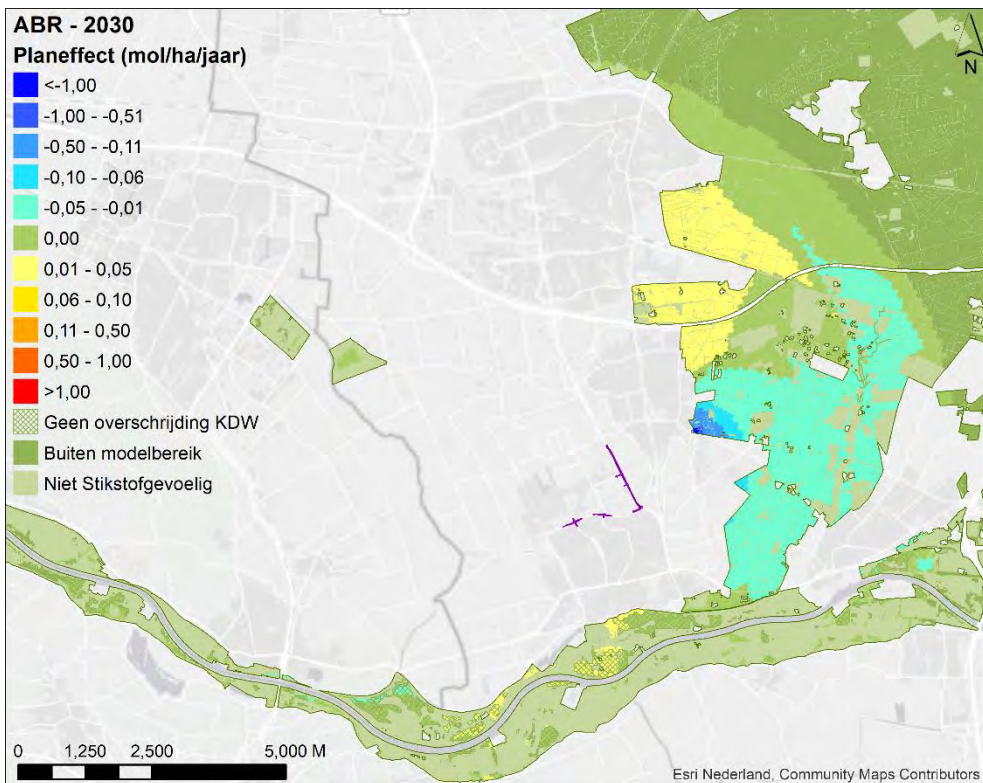 ABR - 2030
Planeffect (mol/ha/jaar)
<-1,00
-1,00 - -0,51
-0,50 - -0,11
-0,10 - -0,06
-0,05 - -0,01
0,00
0,01 - 0,05
0,06 - 0,10
0,11 - 0,50
0,50 - 1,00
>1,00
Geen overschrijding KDW
Buiten modelbereik
Niet Stikstofgevoelig
N
0 1,250 2,500 5,000 M
Esri Nederland, Community Maps Contributors